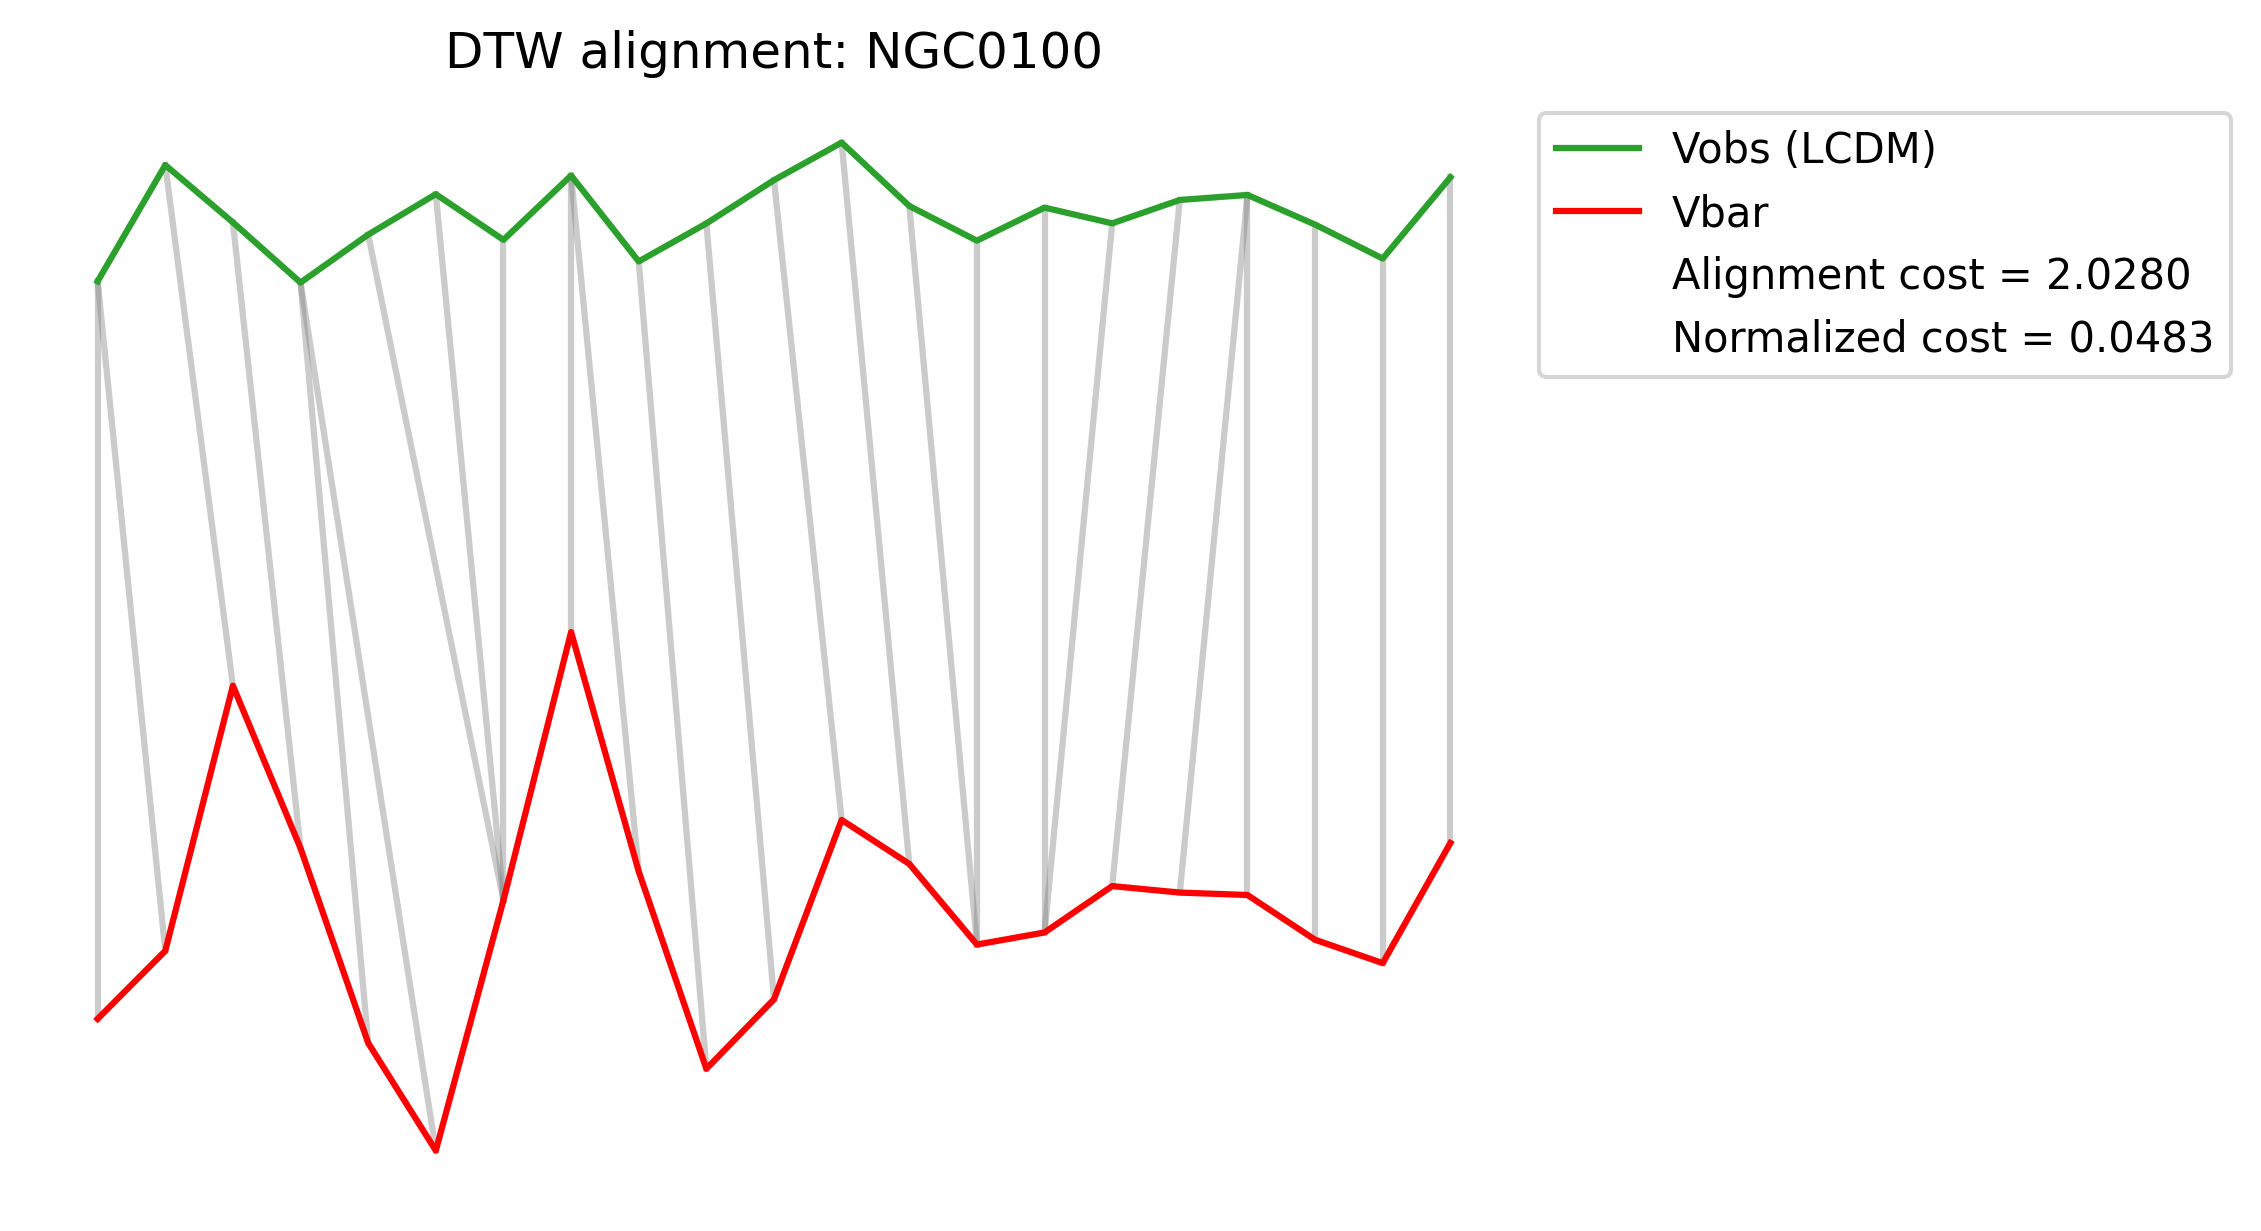 DTW alignment: NGC0100
Vobs (LCDM)
Vbar
Alignment cost = 2.0280
Normalized cost = 0.0483